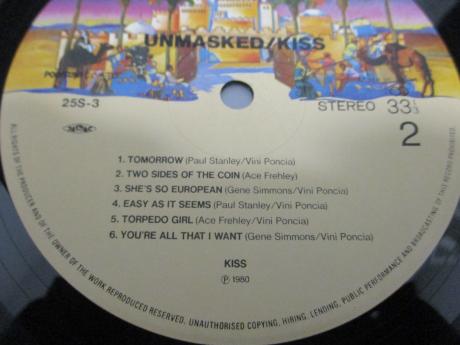 UNMASKED/KISS
25S-3
STEREO 33 1/3
2
1. TOMORROW (Paul Stanley/Vini Poncia)
2. TWO SIDES OF THE COIN (Ace Frehley)
3. SHE'S SO EUROPEAN (Gene Simmons/Vini Poncia)
4. EASY AS IT SEEMS (Paul Stanley/Vini Poncia)
5. TORPEDO GIRL (Ace Frehley/Vini Poncia)
6. YOU'RE ALL THAT I WANT (Gene Simmons/Vini Poncia)
KISS
℗ 1980
ALL RIGHTS OF THE PRODUCER AND OF THE OWNER OF THE WORK REPRODUCED RESERVED. UNAUTHORISED COPYING, HIRING, LENDING, PUBLIC PERFORMANCE AND BROADCASTING OF THIS RECORD PROHIBITED.